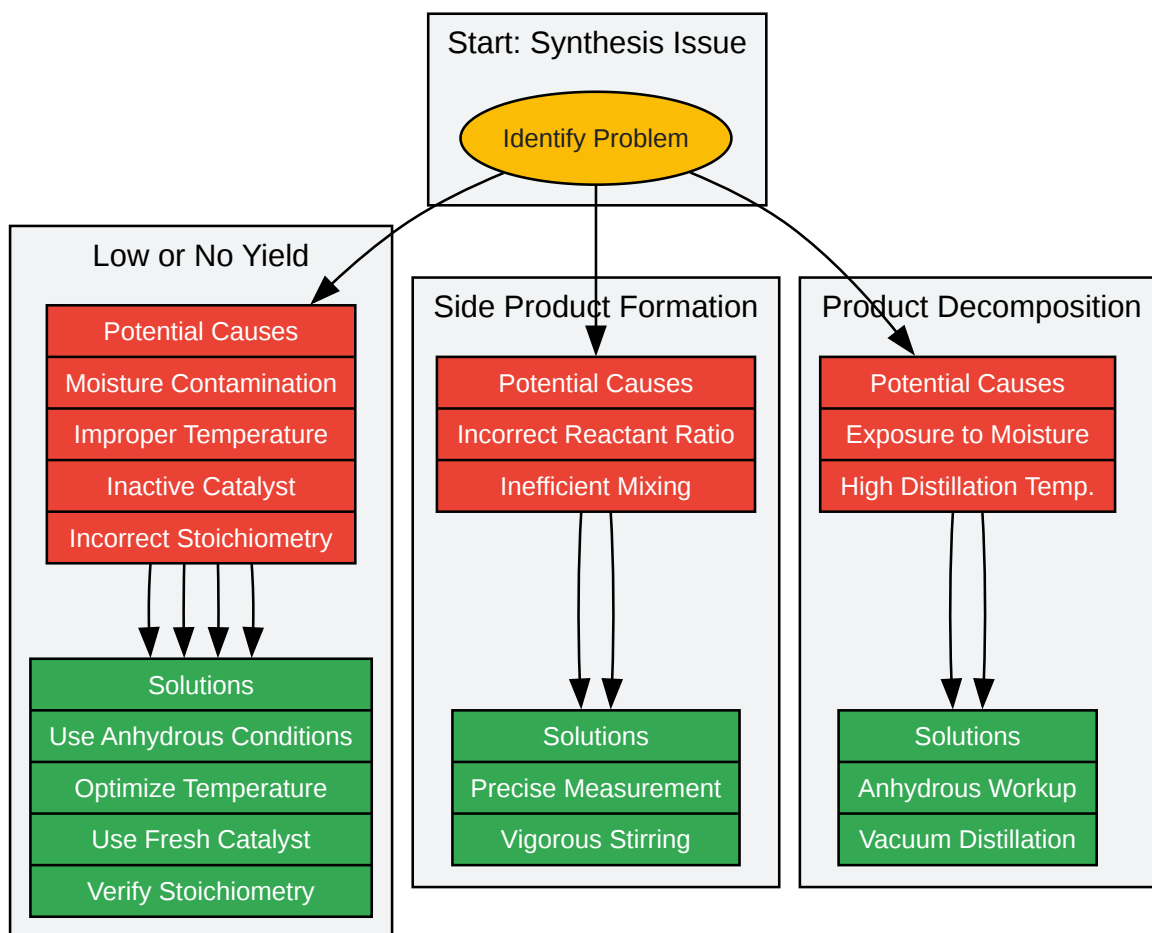 Start: Synthesis Issue
Identify Problem
Low or No Yield
Potential Causes
Moisture Contamination
Improper Temperature
Inactive Catalyst
Incorrect Stoichiometry
Solutions
Use Anhydrous Conditions
Optimize Temperature
Use Fresh Catalyst
Verify Stoichiometry
Side Product Formation
Potential Causes
Incorrect Reactant Ratio
Inefficient Mixing
Solutions
Precise Measurement
Vigorous Stirring
Product Decomposition
Potential Causes
Exposure to Moisture
High Distillation Temp.
Solutions
Anhydrous Workup
Vacuum Distillation